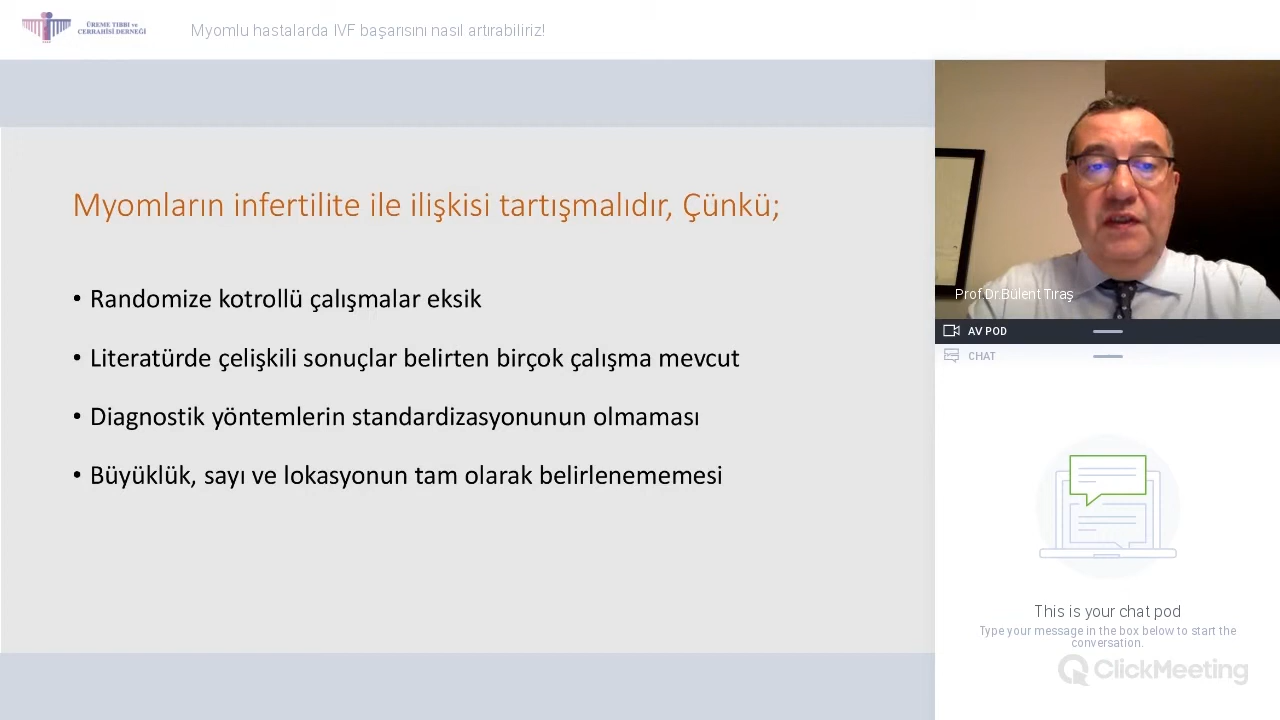 ÜREME TIBBI ve
CERRAHİSİ DERNEĞİ
Myomlu hastalarda IVF başarısını nasıl artırabiliriz!
Myomların infertilite ile ilişkisi tartışmalıdır, Çünkü;
• Randomize kotrollü çalışmalar eksik
• Literatürde çelişkili sonuçlar belirten birçok çalışma mevcut
• Diagnostik yöntemlerin standardizasyonunun olmaması
• Büyüklük, sayı ve lokasyonun tam olarak belirlenememesi
Prof.Dr.Bülent Tıraş
AV POD
CHAT
This is your chat pod
Type your message in the box below to start the
conversation.
ClickMeeting